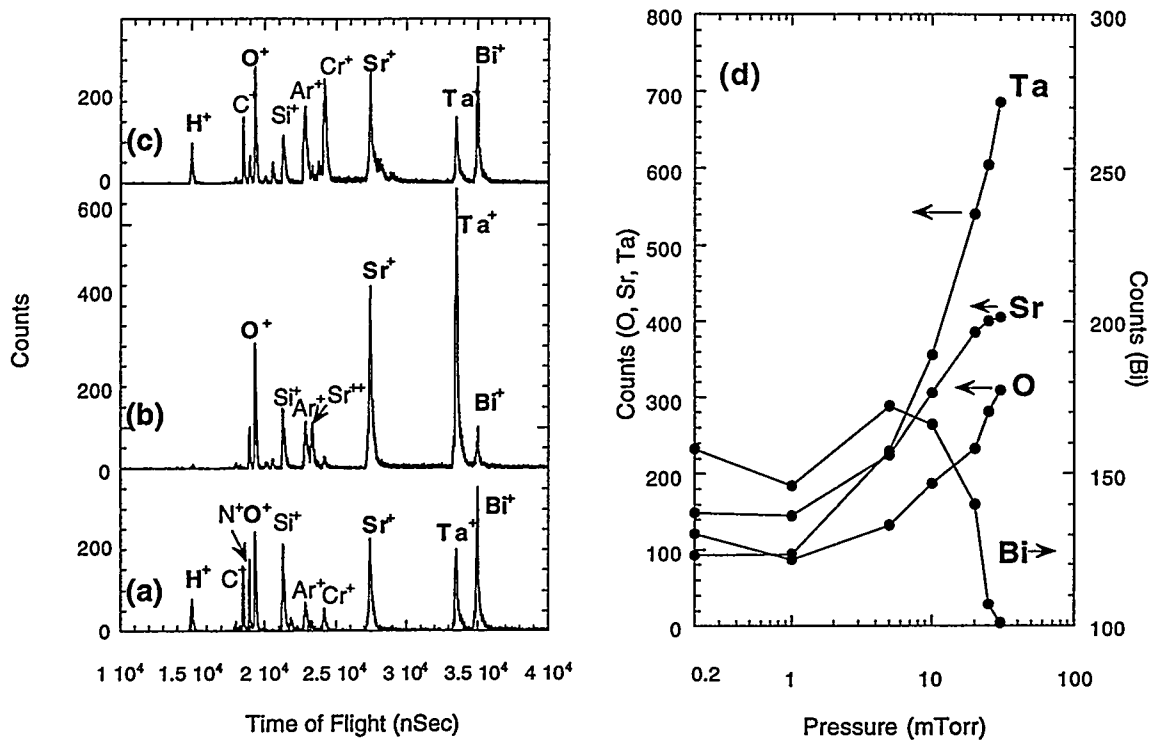 Counts
200
0
(c)
H⁺
C⁺
O⁺
Si⁺
Ar⁺
Cr⁺
Sr⁺
Ta⁺
Bi⁺
600
400
200
0
(b)
O⁺
Si⁺
Ar⁺
Sr⁺⁺
Sr⁺
Ta⁺
Bi⁺
200
0
(a)
H⁺
C⁺
N⁺
O⁺
Si⁺
Ar⁺
Cr⁺
Sr⁺
Ta⁺
Bi⁺
1 10⁴ 1.5 10⁴ 2 10⁴ 2.5 10⁴ 3 10⁴ 3.5 10⁴ 4 10⁴
Time of Flight (nSec)
(d)
Counts (O, Sr, Ta)
800
700
600
500
400
300
200
100
0
Ta
Sr
O
Bi
300
250
200
150
100
Counts (Bi)
0.2 1 10 100
Pressure (mTorr)